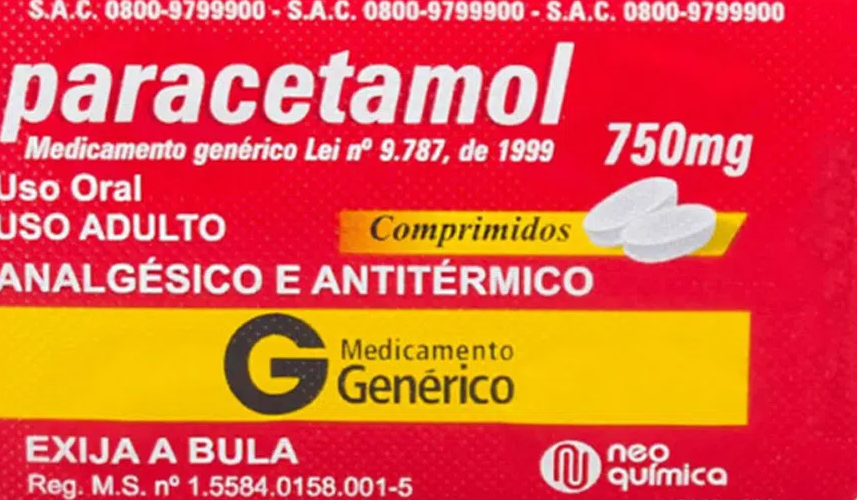 S.A.C. 0800-9799900 - S.A.C. 0800-9799900 - S.A.C. 0800-9799900
paracetamol
Medicamento genérico Lei nº 9.787, de 1999
750mg
Uso Oral
USO ADULTO
Comprimidos
ANALGÉSICO E ANTITÉRMICO
G Medicamento
Genérico
EXIJA A BULA
Reg. M.S. nº 1.5584.0158.001-5
neo
química